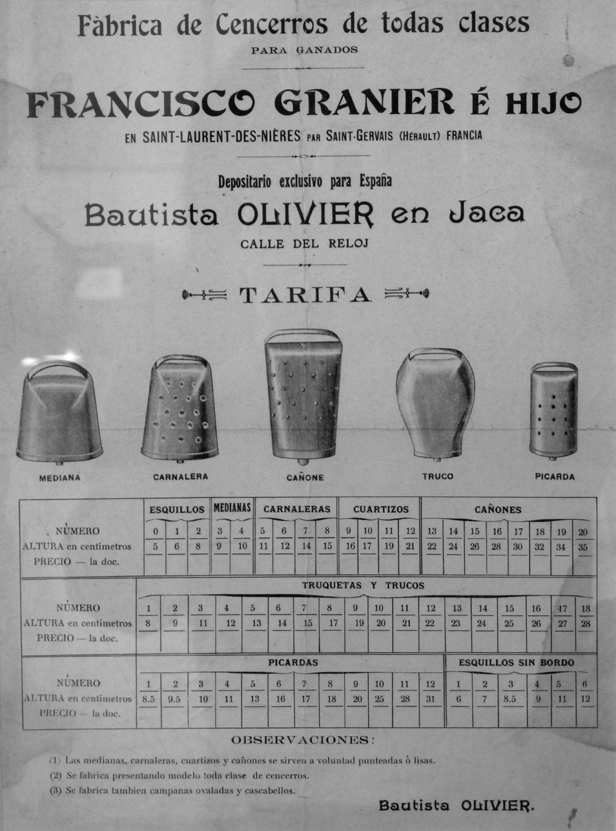 Fàbrica de Cencerros de todas clases
PARA GANADOS
FRANCISCO GRANIER É HIJO
EN SAINT-LAURENT-DES-NIÈRES PAR SAINT-GERVAIS (HÉRAULT) FRANCIA
Depositario exclusivo para España
Bautista OLIVIER en Jaca
CALLE DEL RELOJ
TARIFA
MEDIANA CARNALERA CAÑONE TRUCO PICARDA
ESQUILLOS MEDIANAS CARNALERAS CUARTIZOS CAÑONES
NÚMERO 0 1 2 3 4 5 6 7 8 9 10 11 12 13 14 15 16 17 18 19 20
ALTURA en centimetros 5 6 8 9 10 11 12 14 15 16 17 19 21 22 24 26 28 30 32 34 35
PRECIO — la doc.
TRUQUETAS Y TRUCOS
NÚMERO 1 2 3 4 5 6 7 8 9 10 11 12 13 14 15 16 17 18
ALTURA en centimetros 8 9 11 12 13 14 15 17 19 20 21 22 23 24 25 26 27 28
PRECIO — la doc.
PICARDAS ESQUILLOS SIN BORDO
NÚMERO 1 2 3 4 5 6 7 8 9 10 11 12 1 2 3 4 5 6
ALTURA en centimetros 8.5 9.5 10 11 13 16 17 18 20 25 28 31 6 7 8.5 9 11 12
PRECIO — la doc.
OBSERVACIONES:
(1) Las medianas, carnaleras, cuartizos y cañones se sirven a voluntad punteadas ò lisas.
(2) Se fabrica presentando modelo toda clase de cencerros.
(3) Se fabrica tambien campanas ovaladas y cascabellos.
Bautista OLIVIER.